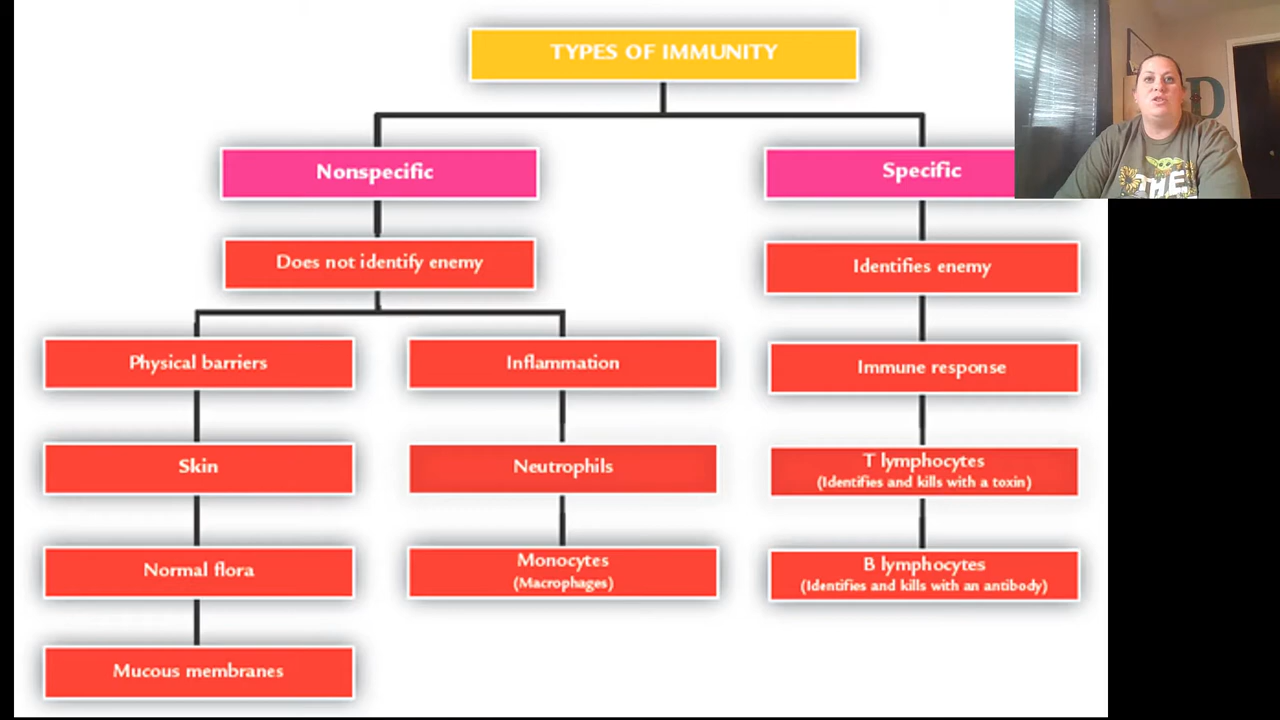 TYPES OF IMMUNITY
Nonspecific
Specific
Does not identify enemy
Identifies enemy
Physical barriers
Inflammation
Immune response
Skin
Neutrophils
T lymphocytes
(Identifies and kills with a toxin)
Normal flora
Monocytes
(Macrophages)
B lymphocytes
(Identifies and kills with an antibody)
Mucous membranes
D
THE